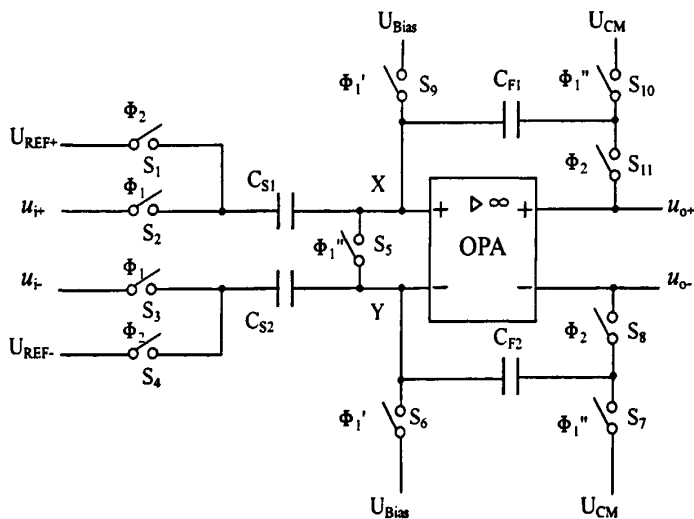 U_Bias U_CM
Φ₁' S₉ C_F1 Φ₁" S₁₀
Φ₂
U_REF+ S₁ Φ₂ S₁₁
Φ₁ C_S1 X
u_i+ S₂ + ▷ ∞ + u_o+
Φ₁" S₅ OPA
Φ₁
u_i- S₃ − − u_o-
C_S2 Y
Φ₂ C_F2 Φ₂ S₈
U_REF- S₄
Φ₁' S₆ Φ₁" S₇
U_Bias U_CM